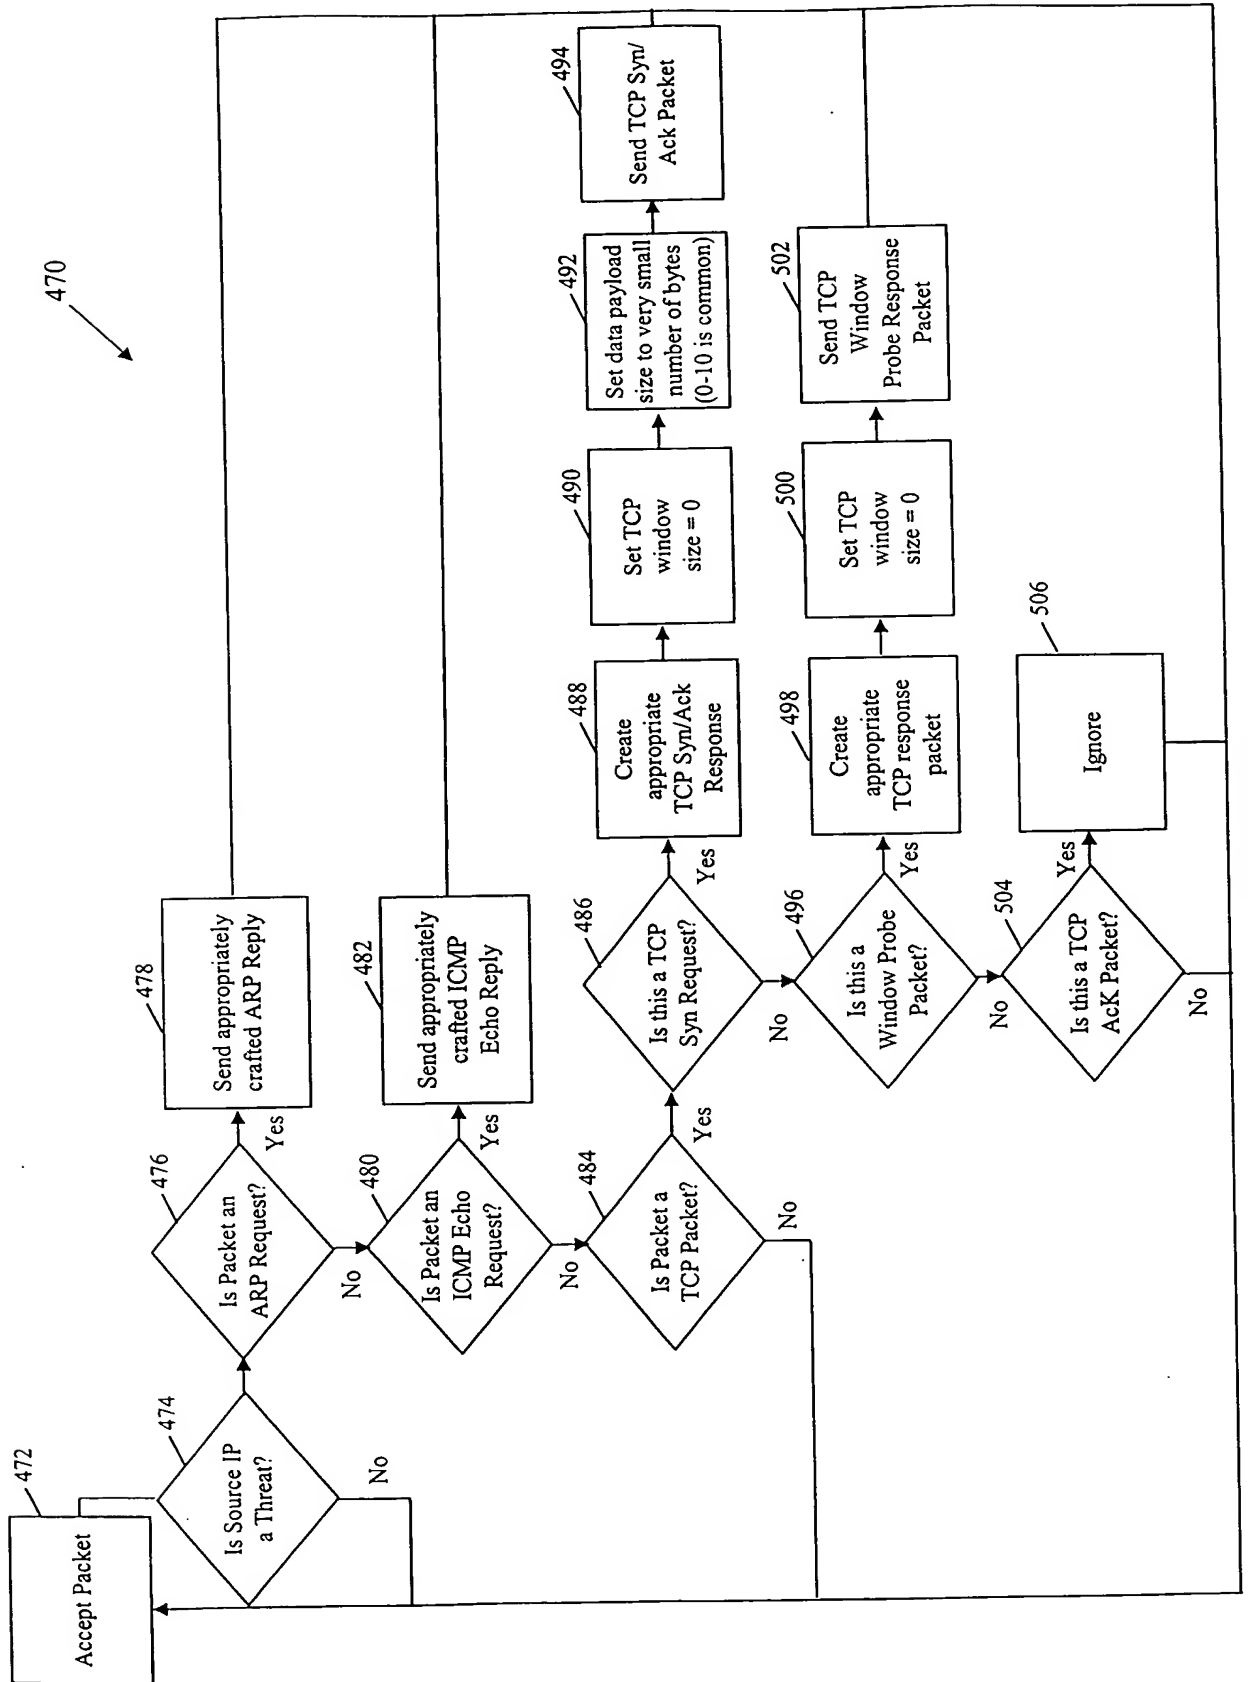 470
472
Accept Packet
474
Is Source IP
a Threat?
No
476
Is Packet an
ARP Request?
Yes
No
478
Send appropriately
crafted ARP Reply
480
Is Packet an
ICMP Echo
Request?
Yes
No
482
Send appropriately
crafted ICMP
Echo Reply
484
Is Packet a
TCP Packet?
Yes
No
486
Is this a TCP
Syn Request?
Yes
No
488
Create
appropriate
TCP Syn/Ack
Response
490
Set TCP
window
size = 0
492
Set data payload
size to very small
number of bytes
(0-10 is common)
494
Send TCP Syn/
Ack Packet
496
Is this a
Window Probe
Packet?
Yes
No
498
Create
appropriate
TCP response
packet
500
Set TCP
window
size = 0
502
Send TCP
Window
Probe Response
Packet
504
Is this a TCP
AcK Packet?
Yes
No
506
Ignore